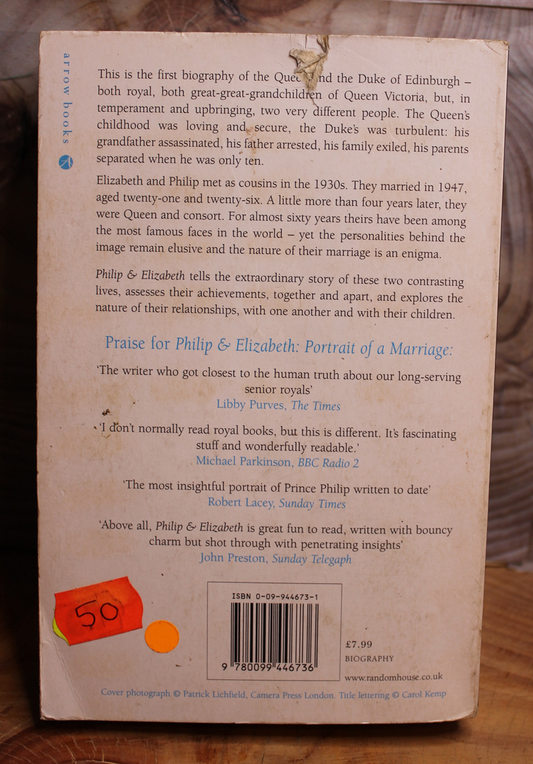 arrow books
This is the first biography of the and the Duke of Edinburgh –
both royal, both great-great-grandchildren of Queen Victoria, but, in
temperament and upbringing, two very different people. The Queen's
childhood was loving and secure, the Duke's was turbulent: his
grandfather assassinated, his father arrested, his family exiled, his parents
separated when he was only ten.
Elizabeth and Philip met as cousins in the 1930s. They married in 1947,
aged twenty-one and twenty-six. A little more than four years later, they
were Queen and consort. For almost sixty years theirs have been among
the most famous faces in the world – yet the personalities behind the
image remain elusive and the nature of their marriage is an enigma.
Philip & Elizabeth tells the extraordinary story of these two contrasting
lives, assesses their achievements, together and apart, and explores the
nature of their relationships, with one another and with their children.
Praise for Philip & Elizabeth: Portrait of a Marriage:
'The writer who got closest to the human truth about our long-serving
senior royals'
Libby Purves, The Times
'I don't normally read royal books, but this is different. It's fascinating
stuff and wonderfully readable.'
Michael Parkinson, BBC Radio 2
'The most insightful portrait of Prince Philip written to date'
Robert Lacey, Sunday Times
'Above all, Philip & Elizabeth is great fun to read, written with bouncy
charm but shot through with penetrating insights'
John Preston, Sunday Telegaph
50
ISBN 0-09-944673-1
9 780099 446736
£7.99
BIOGRAPHY
www.randomhouse.co.uk
Cover photograph © Patrick Lichfield, Camera Press London. Title lettering © Carol Kemp